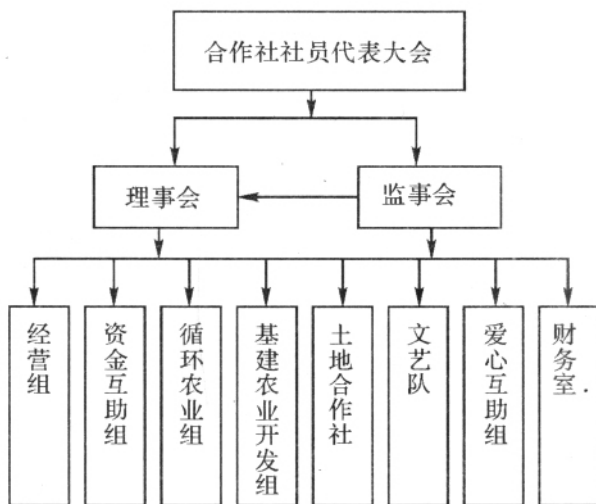 合作社社员代表大会
理事会
监事会
经营组
资金互助组
循环农业组
基建农业开发组
土地合作社
文艺队
爱心互助组
财务室